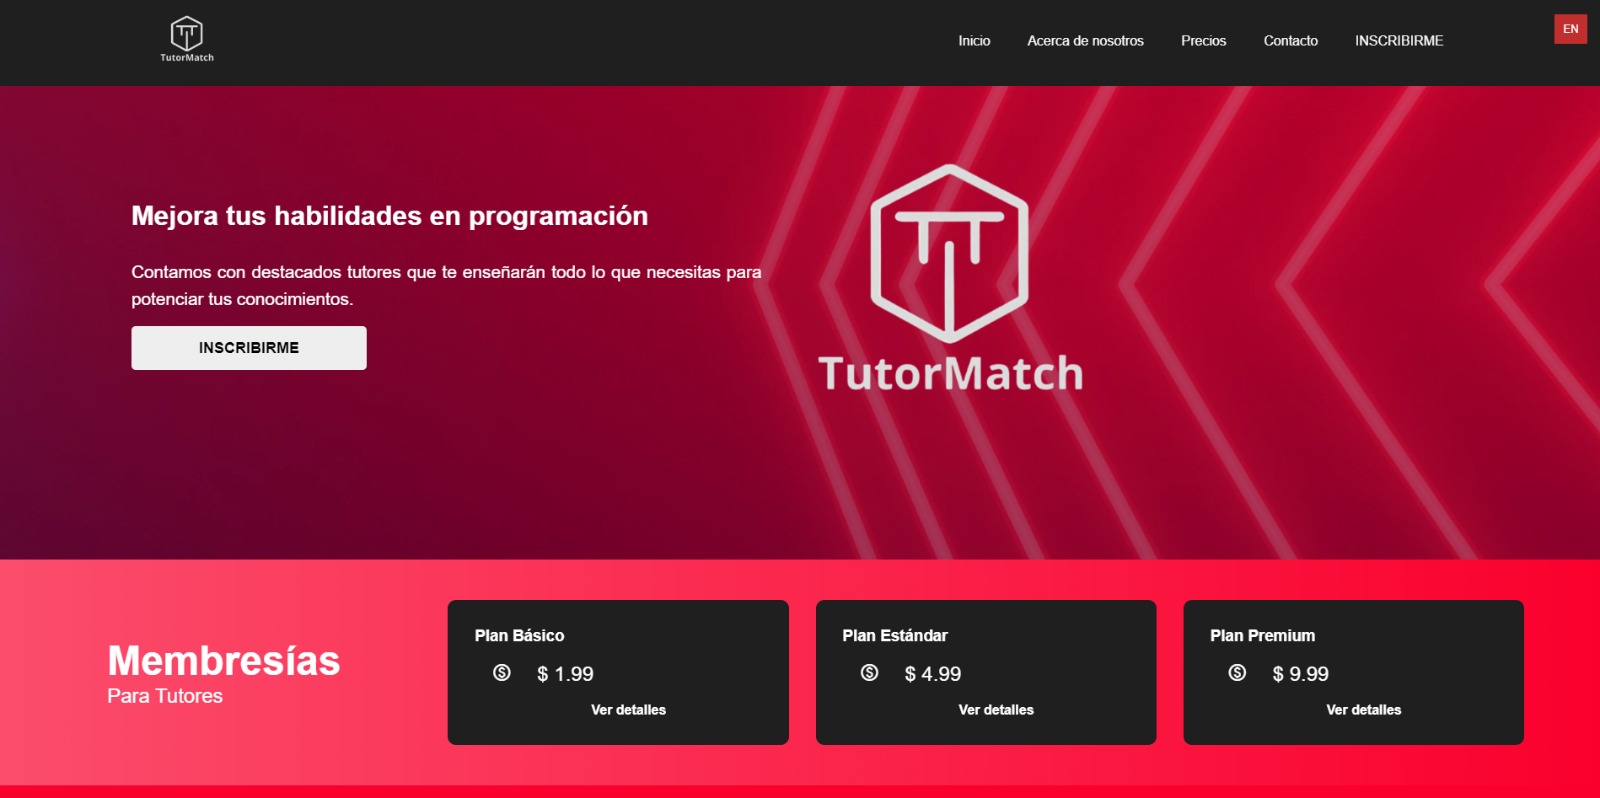 TutorMatch
Inicio
Acerca de nosotros
Precios
Contacto
INSCRIBIRME
EN
Mejora tus habilidades en programación
Contamos con destacados tutores que te enseñarán todo lo que necesitas para
potenciar tus conocimientos.
INSCRIBIRME
TutorMatch
Membresías
Para Tutores
Plan Básico
$ 1.99
Ver detalles
Plan Estándar
$ 4.99
Ver detalles
Plan Premium
$ 9.99
Ver detalles